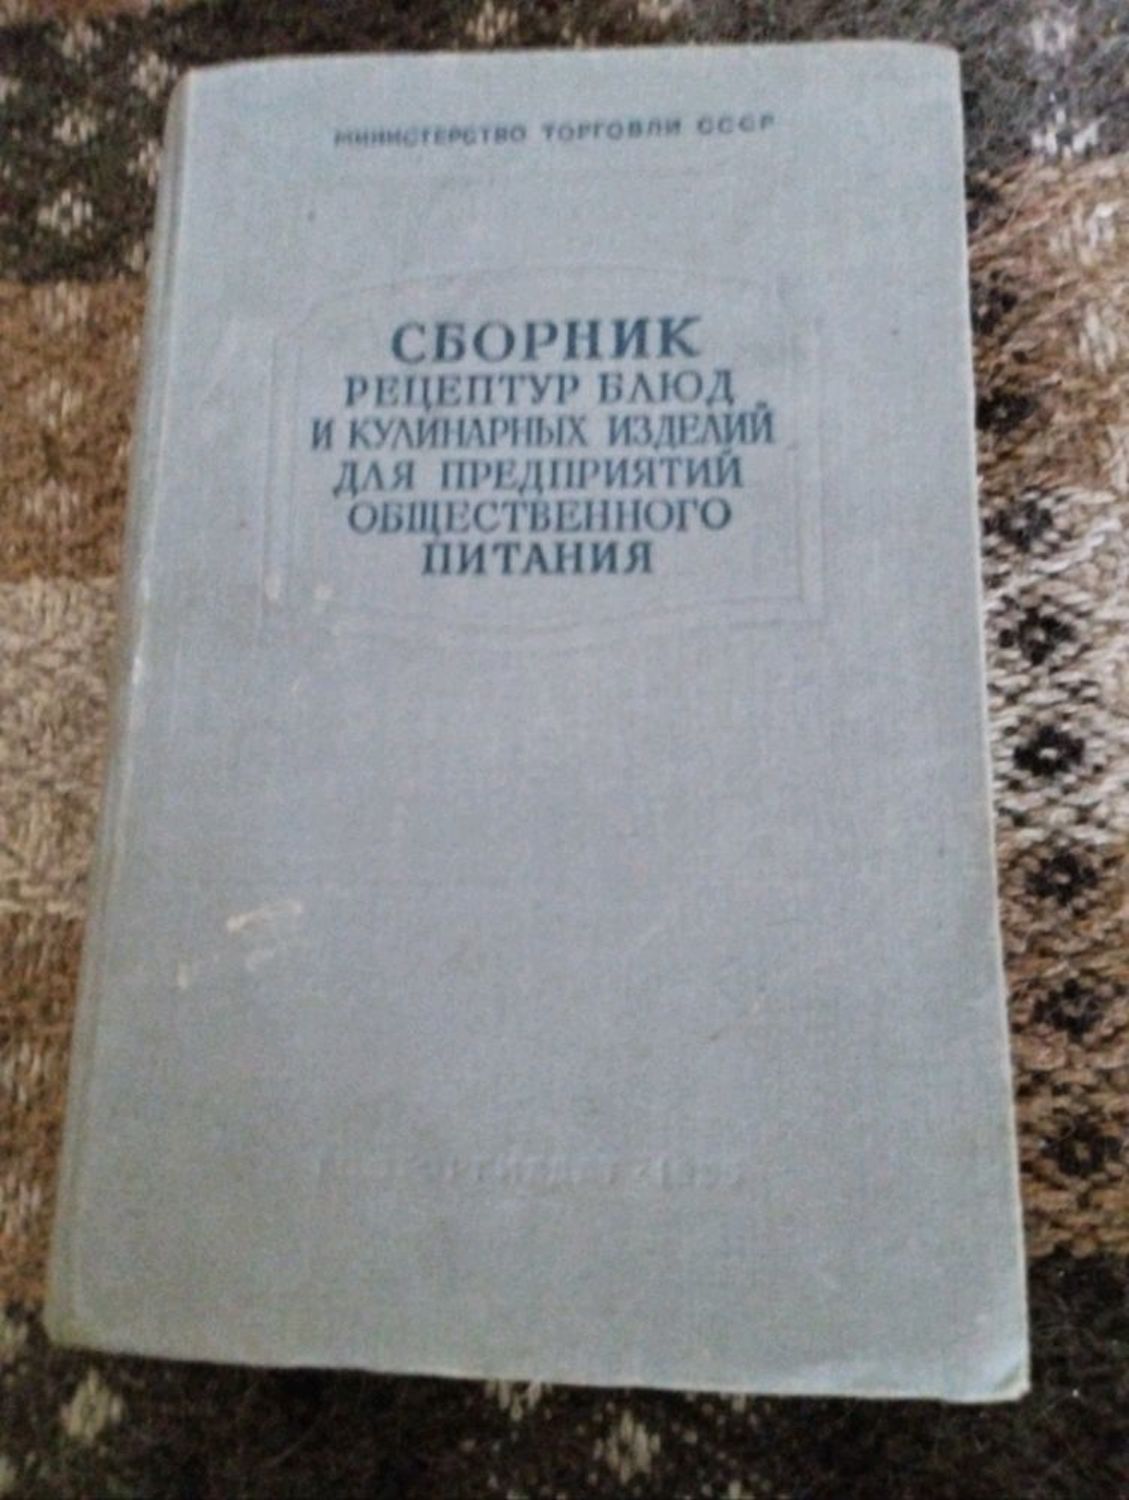 МИНИСТЕРСТВО ТОРГОВЛИ СССР
СБОРНИК
РЕЦЕПТУР БЛЮД
И КУЛИНАРНЫХ ИЗДЕЛИЙ
ДЛЯ ПРЕДПРИЯТИЙ
ОБЩЕСТВЕННОГО
ПИТАНИЯ